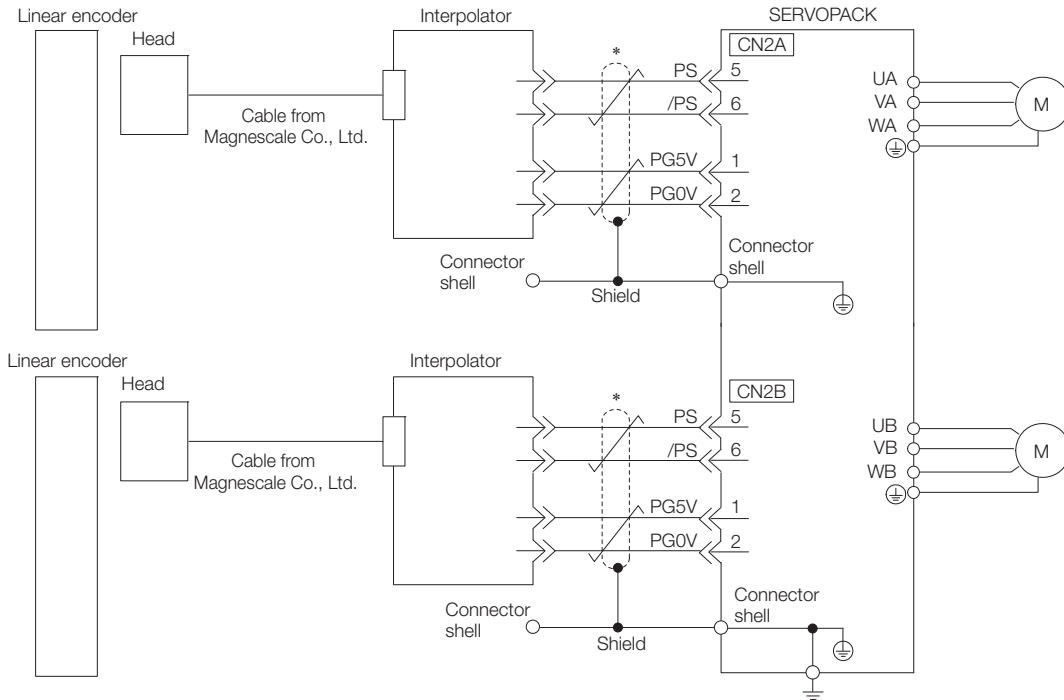 Linear encoder
Head
Interpolator
SERVOPACK
Cable from
Magnescale Co., Ltd.
*
CN2A
PS
5
/PS
6
PG5V
1
PG0V
2
UA
VA
WA
M
Connector
shell
Shield
Connector
shell
Linear encoder
Head
Interpolator
Cable from
Magnescale Co., Ltd.
*
CN2B
PS
5
/PS
6
PG5V
1
PG0V
2
UB
VB
WB
M
Connector
shell
Shield
Connector
shell